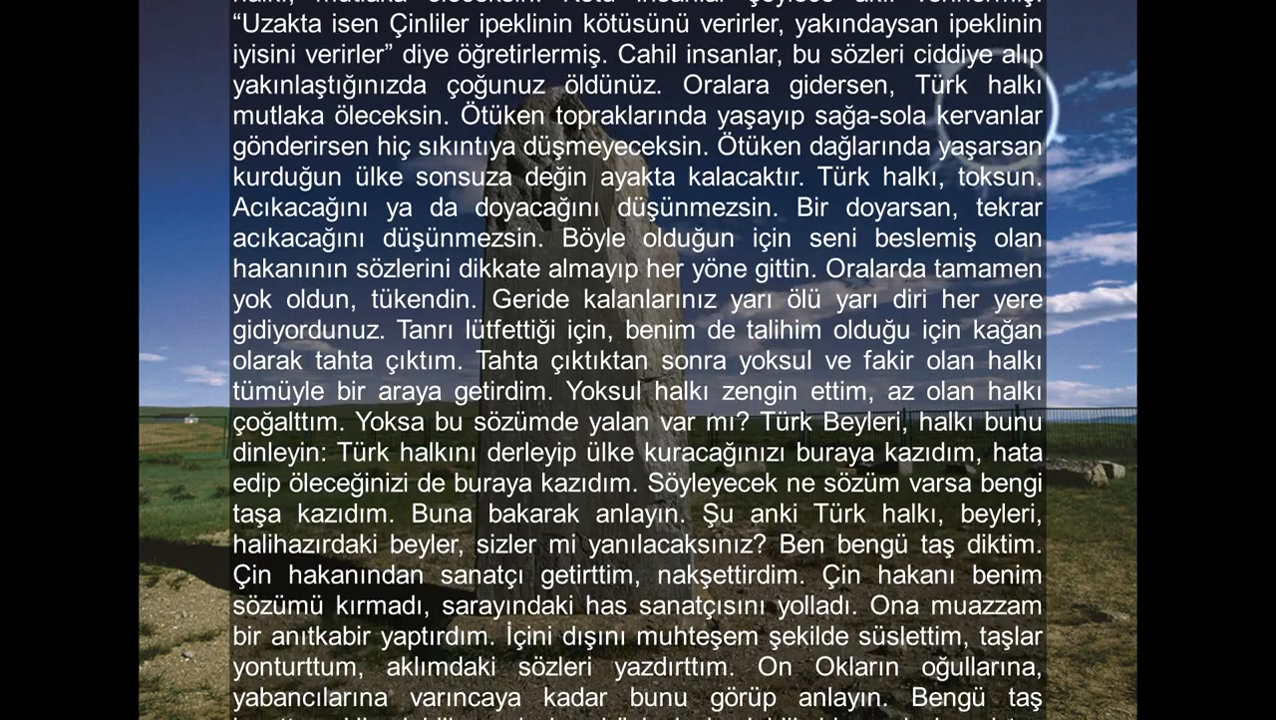 halkı, mutlaka öleceksin. Kötü insanlar şöylece akıl verirlermiş:
“Uzakta isen Çinliler ipeklinin kötüsünü verirler, yakındaysan ipeklinin
iyisini verirler” diye öğretirlermiş. Cahil insanlar, bu sözleri ciddiye alıp
yakınlaştığınızda çoğunuz öldünüz. Oralara gidersen, Türk halkı
mutlaka öleceksin. Ötüken topraklarında yaşayıp sağa-sola kervanlar
gönderirsen hiç sıkıntıya düşmeyeceksin. Ötüken dağlarında yaşarsan
kurduğun ülke sonsuza değin ayakta kalacaktır. Türk halkı, toksun.
Acıkacağını ya da doyacağını düşünmezsin. Bir doyarsan, tekrar
acıkacağını düşünmezsin. Böyle olduğun için seni beslemiş olan
hakanının sözlerini dikkate almayıp her yöne gittin. Oralarda tamamen
yok oldun, tükendin. Geride kalanlarınız yarı ölü yarı diri her yere
gidiyordunuz. Tanrı lütfettiği için, benim de talihim olduğu için kağan
olarak tahta çıktım. Tahta çıktıktan sonra yoksul ve fakir olan halkı
tümüyle bir araya getirdim. Yoksul halkı zengin ettim, az olan halkı
çoğalttım. Yoksa bu sözümde yalan var mı? Türk Beyleri, halkı bunu
dinleyin: Türk halkını derleyip ülke kuracağınızı buraya kazıdım, hata
edip öleceğinizi de buraya kazıdım. Söyleyecek ne sözüm varsa bengi
taşa kazıdım. Buna bakarak anlayın. Şu anki Türk halkı, beyleri,
halihazırdaki beyler, sizler mi yanılacaksınız? Ben bengü taş diktim.
Çin hakanından sanatçı getirttim, nakşettirdim. Çin hakanı benim
sözümü kırmadı, sarayındaki has sanatçısını yolladı. Ona muazzam
bir anıtkabir yaptırdım. İçini dışını muhteşem şekilde süslettim, taşlar
yonturttum, aklımdaki sözleri yazdırttım. On Okların oğullarına,
yabancılarına varıncaya kadar bunu görüp anlayın. Bengü taş